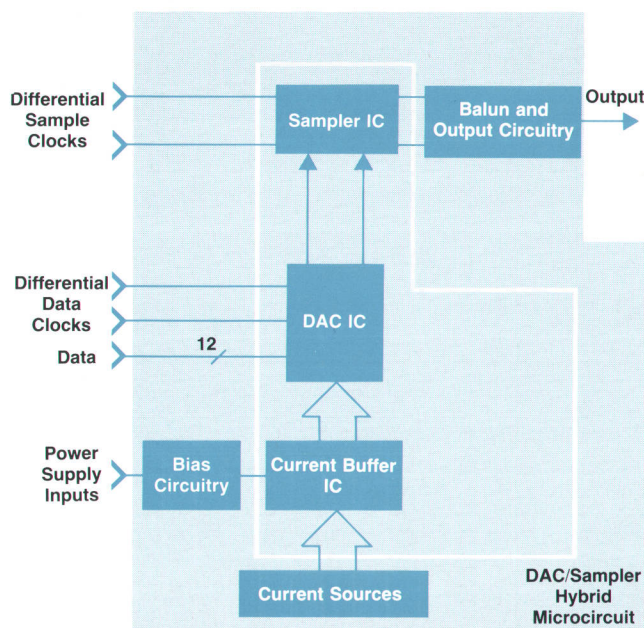 Differential
Sample
Clocks
Sampler IC
Balun and
Output Circuitry
Output
Differential
Data
Clocks
DAC IC
Data
12
Power
Supply
Inputs
Bias
Circuitry
Current Buffer
IC
Current Sources
DAC/Sampler
Hybrid
Microcircuit